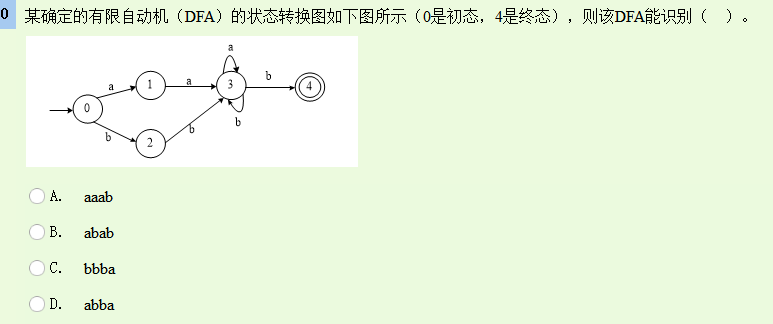 0 某确定的有限自动机（DFA）的状态转换图如下图所示（0是初态，4是终态），则该DFA能识别（ ）。
a
a 1 a 3 b 4
0
b 2 b b
A. aaab
B. abab
C. bbba
D. abba